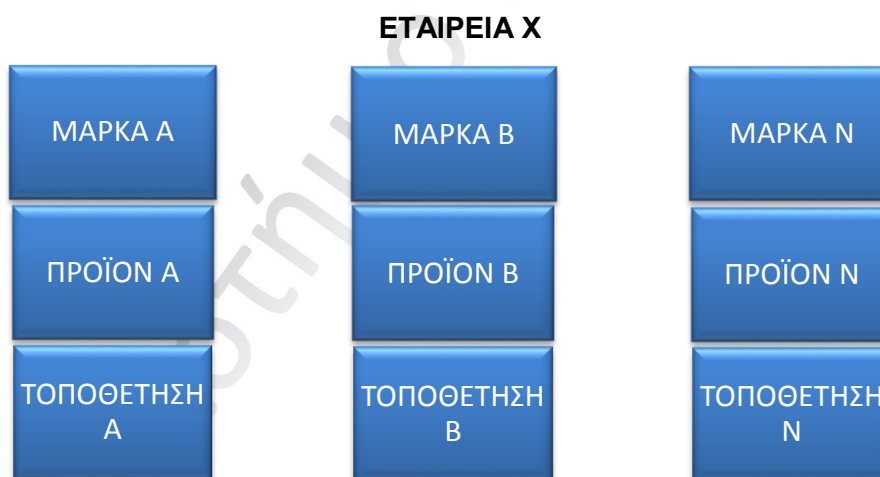 ΕΤΑΙΡΕΙΑ Χ
ΜΑΡΚΑ Α
ΜΑΡΚΑ Β
ΜΑΡΚΑ Ν
ΠΡΟΪΟΝ Α
ΠΡΟΪΟΝ Β
ΠΡΟΪΟΝ Ν
ΤΟΠΟΘΕΤΗΣΗ
Α
ΤΟΠΟΘΕΤΗΣΗ
Β
ΤΟΠΟΘΕΤΗΣΗ
Ν